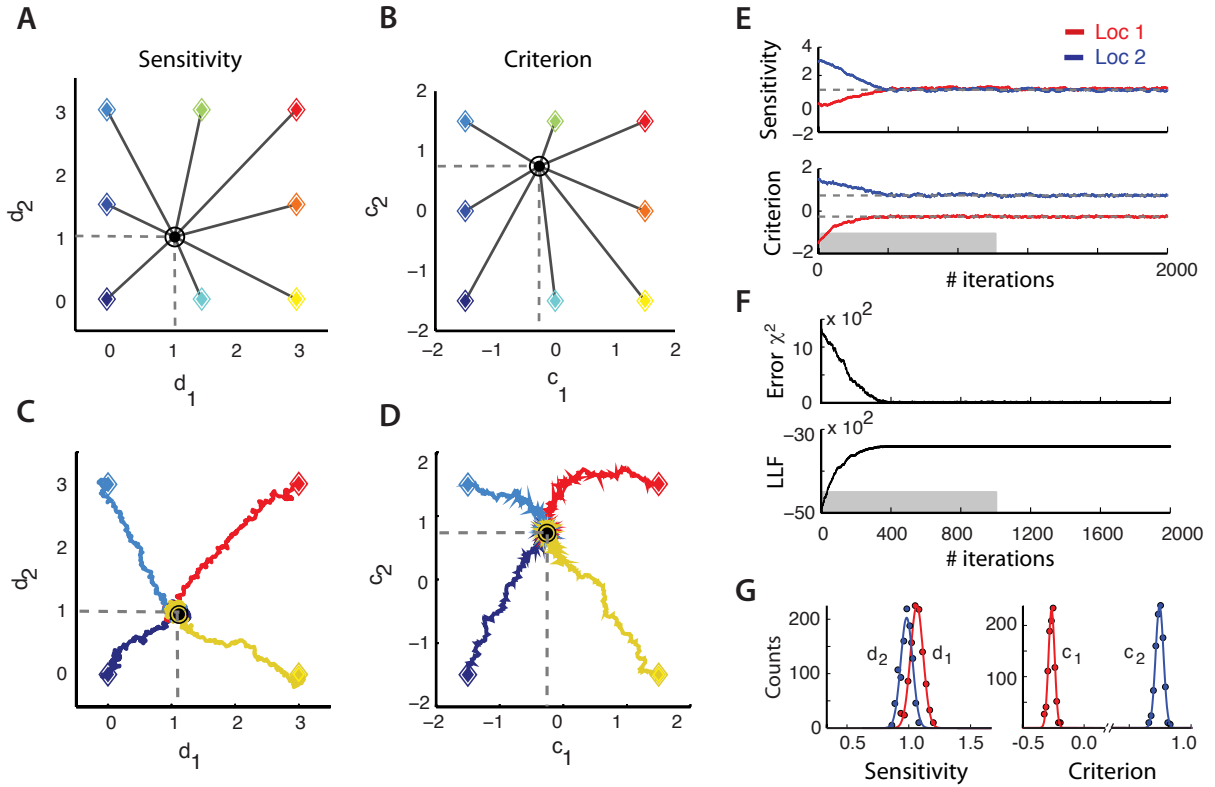 A
Sensitivity
3
2
1
0
d2
0 1 2 3
d1
B
Criterion
2
1
0
−1
−2
c2
−2 −1 0 1 2
c1
C
3
2
1
0
d2
0 1 2 3
d1
D
2
1
0
−1
−2
c2
−2 −1 0 1 2
c1
E
Loc 1
Loc 2
4
2
0
−2
Sensitivity
2
0
−2
Criterion
0 2000
# iterations
F
x 10²
10
0
Error χ²
x 10²
−30
−50
LLF
0 400 800 1200 1600 2000
# iterations
G
200
100
0
Counts
d2 d1
0.5 1.0 1.5
Sensitivity
200
100
0
c1 c2
-0.5 0.0 1.0
Criterion